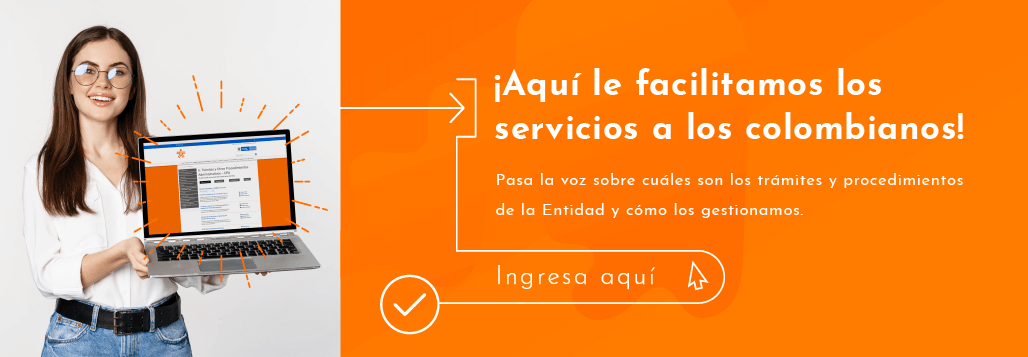 ¡Aquí le facilitamos los
servicios a los colombianos!
Pasa la voz sobre cuáles son los trámites y procedimientos
de la Entidad y cómo los gestionamos.
Ingresa aquí